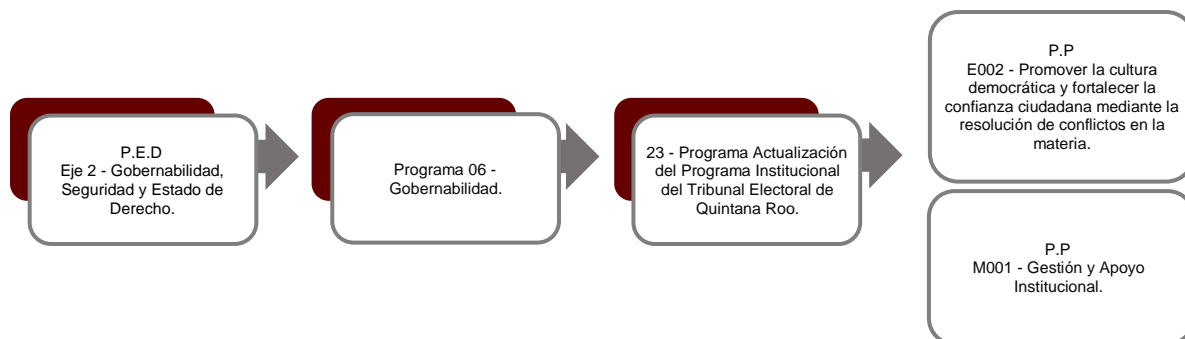 P.E.D
Eje 2 - Gobernabilidad,
Seguridad y Estado de
Derecho.
Programa 06 -
Gobernabilidad.
23 - Programa Actualización
del Programa Institucional
del Tribunal Electoral de
Quintana Roo.
P.P
E002 - Promover la cultura
democrática y fortalecer la
confianza ciudadana mediante la
resolución de conflictos en la
materia.
P.P
M001 - Gestión y Apoyo
Institucional.